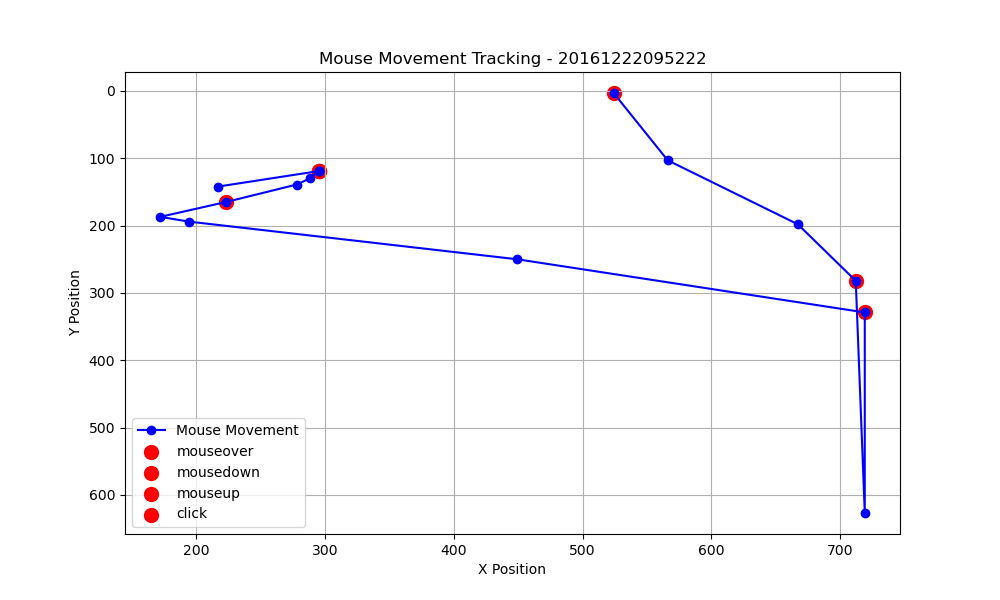 Mouse Movement Tracking - 20161222095222
0
100
200
300
400
500
600
Y Position
Mouse Movement
mouseover
mousedown
mouseup
click
200 300 400 500 600 700
X Position